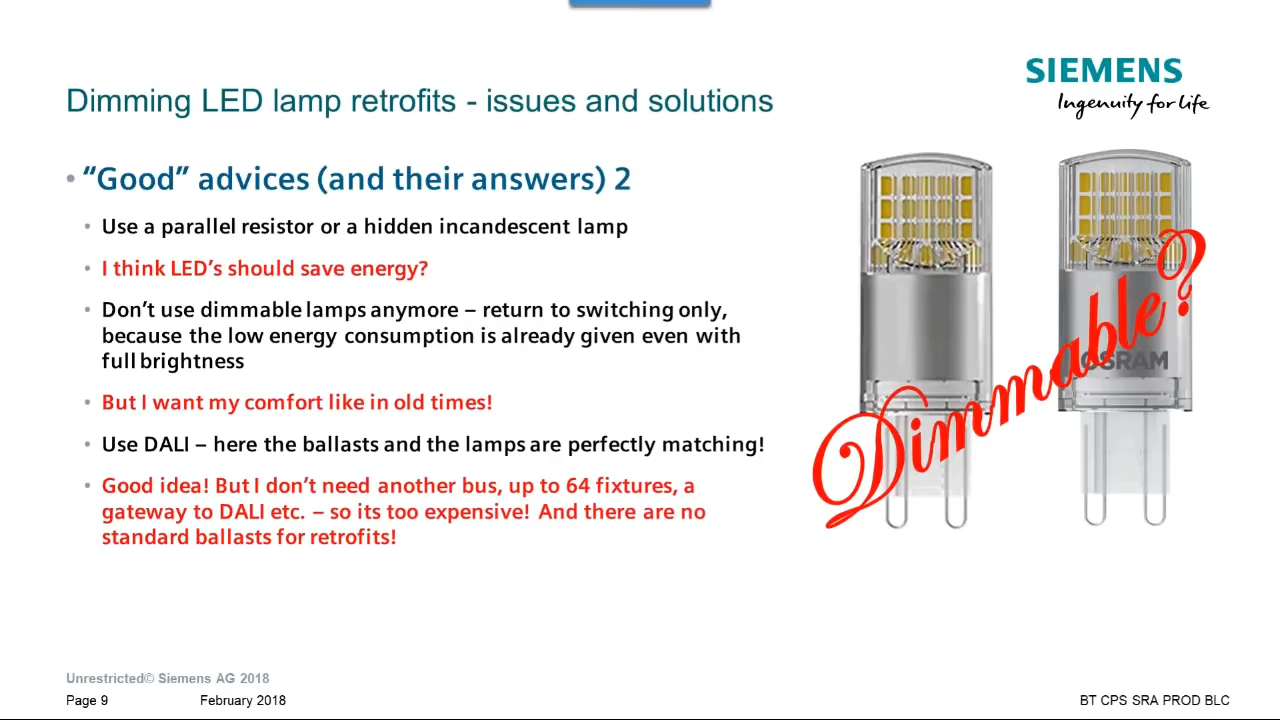 SIEMENS
Ingenuity for life
Dimming LED lamp retrofits - issues and solutions
• “Good” advices (and their answers) 2
• Use a parallel resistor or a hidden incandescent lamp
• I think LED’s should save energy?
• Don’t use dimmable lamps anymore – return to switching only,
because the low energy consumption is already given even with
full brightness
• But I want my comfort like in old times!
• Use DALI – here the ballasts and the lamps are perfectly matching!
• Good idea! But I don’t need another bus, up to 64 fixtures, a
gateway to DALI etc. – so its too expensive! And there are no
standard ballasts for retrofits!
Dimmable?
OSRAM
Unrestricted© Siemens AG 2018
Page 9 February 2018 BT CPS SRA PROD BLC